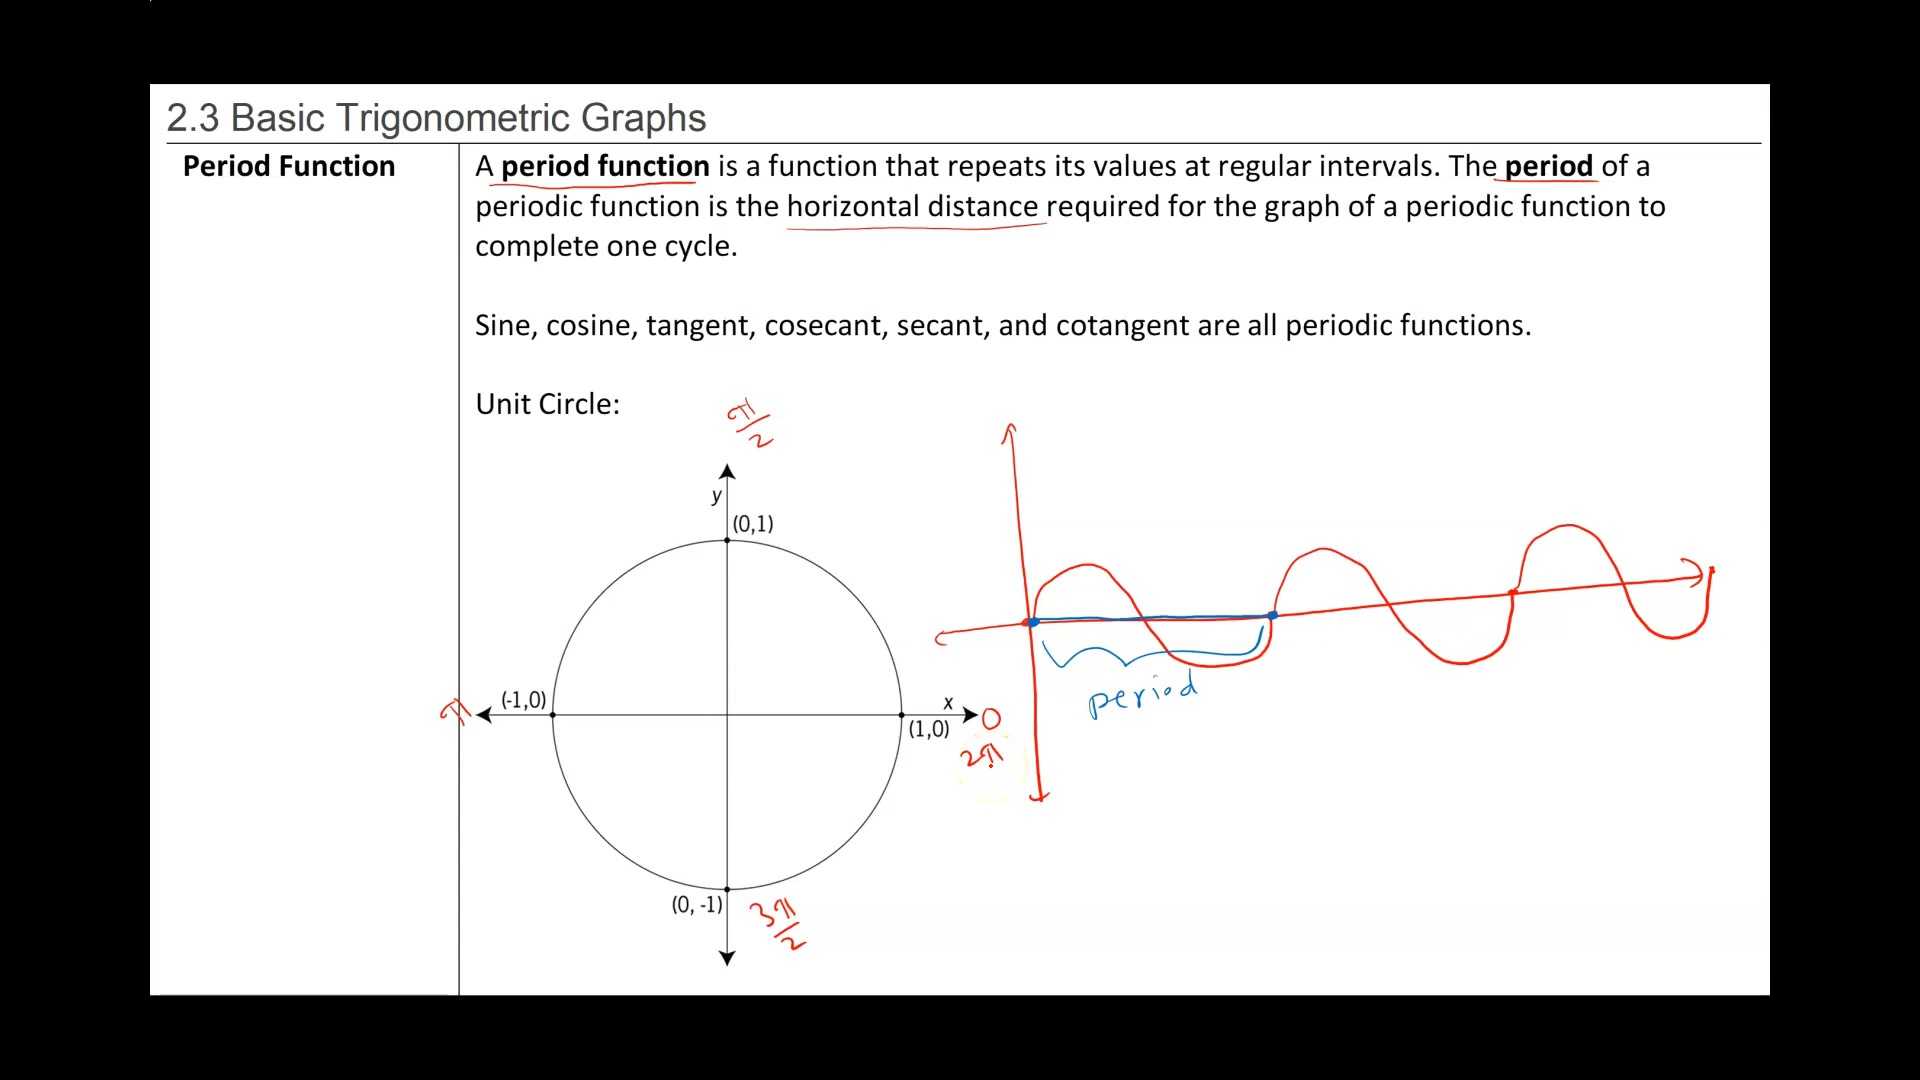 2.3 Basic Trigonometric Graphs
Period Function
A period function is a function that repeats its values at regular intervals. The period of a
periodic function is the horizontal distance required for the graph of a periodic function to
complete one cycle.
Sine, cosine, tangent, cosecant, secant, and cotangent are all periodic functions.
Unit Circle:
π/2
y
(0,1)
period
π
(-1,0)
x
0
(1,0)
2π
(0, -1)
3π/2